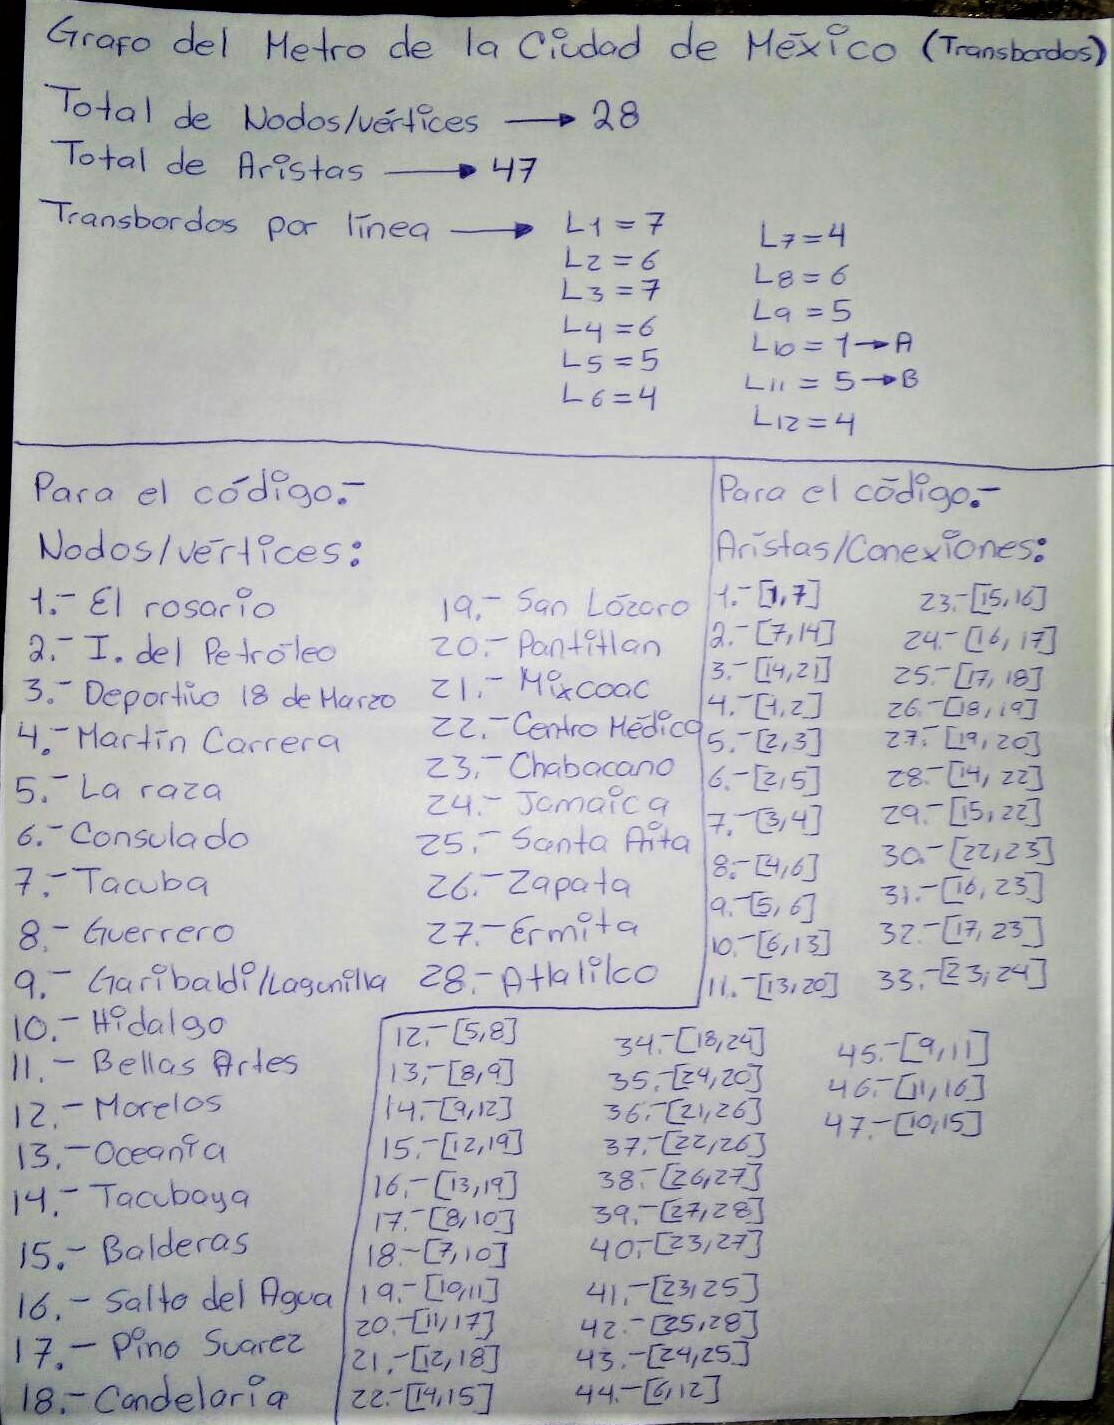 Grafo del Metro de la Ciudad de México (Transbordos)
Total de Nodos/vértices → 28
Total de Aristas → 47
Transbordos por línea →
L1 = 7
L2 = 6
L3 = 7
L4 = 6
L5 = 5
L6 = 4
L7 = 4
L8 = 6
L9 = 5
L10 = 1 → A
L11 = 5 → B
L12 = 4
Para el código.-
Nodos/vértices:
1.- El rosario
2.- I. del Petróleo
3.- Deportivo 18 de Marzo
4.- Martín Carrera
5.- La raza
6.- Consulado
7.- Tacuba
8.- Guerrero
9.- Garibaldi/Lagunilla
10.- Hidalgo
11.- Bellas Artes
12.- Morelos
13.- Oceanía
14.- Tacubaya
15.- Balderas
16.- Salto del Agua
17.- Pino Suarez
18.- Candelaria
19.- San Lázaro
20.- Pantitlan
21.- Mixcoac
22.- Centro Médico
23.- Chabacano
24.- Jamaica
25.- Santa Anita
26.- Zapata
27.- Ermita
28.- Atlalilco
Para el código.-
Aristas/Conexiones:
1.- [1,7]
2.- [7,14]
3.- [14,21]
4.- [1,2]
5.- [2,3]
6.- [2,5]
7.- [3,4]
8.- [4,6]
9.- [5,6]
10.- [6,13]
11.- [13,20]
12.- [5,8]
13.- [8,9]
14.- [9,12]
15.- [12,19]
16.- [13,19]
17.- [8,10]
18.- [7,10]
19.- [10,11]
20.- [11,17]
21.- [12,18]
22.- [14,15]
23.- [15,16]
24.- [16,17]
25.- [17,18]
26.- [18,19]
27.- [19,20]
28.- [14,22]
29.- [15,22]
30.- [22,23]
31.- [16,23]
32.- [17,23]
33.- [23,24]
34.- [18,24]
35.- [24,20]
36.- [21,26]
37.- [22,26]
38.- [26,27]
39.- [27,28]
40.- [23,27]
41.- [23,25]
42.- [25,28]
43.- [24,25]
44.- [6,12]
45.- [9,11]
46.- [11,16]
47.- [10,15]